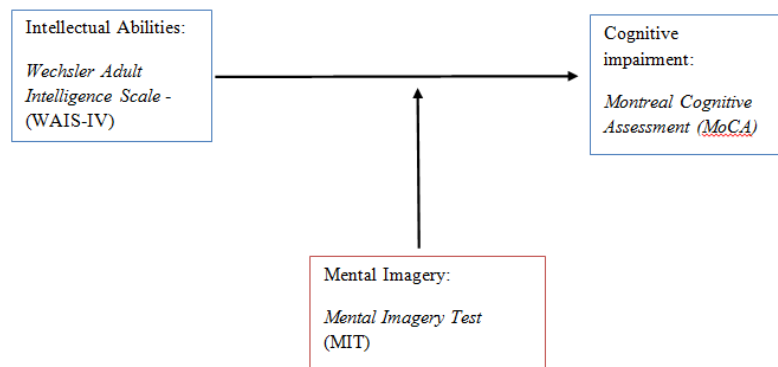 Intellectual Abilities:
Wechsler Adult
Intelligence Scale -
(WAIS-IV)
Cognitive
impairment:
Montreal Cognitive
Assessment (MoCA)
Mental Imagery:
Mental Imagery Test
(MIT)